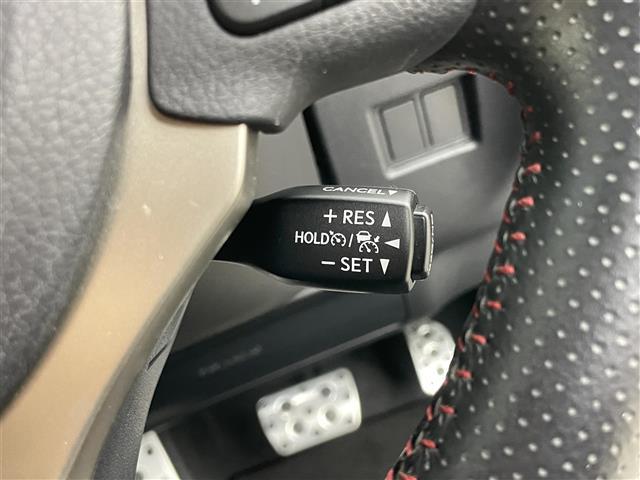 CANCEL▼
+ RES ▲
HOLD / ◄
− SET ▼